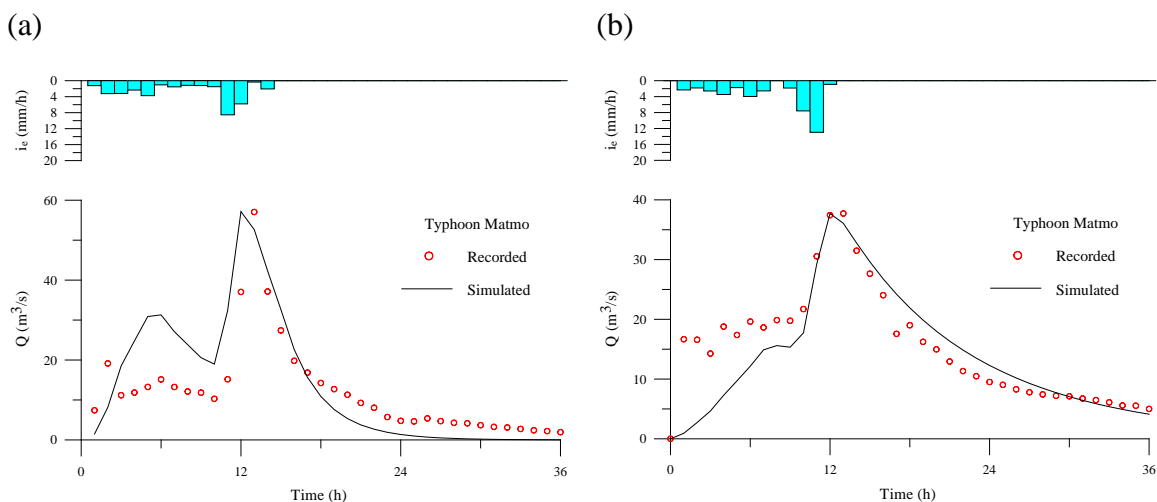 (a)
(b)
0
4
8
12
16
20
i_e (mm/h)
0
4
8
12
16
20
i_e (mm/h)
60
40
20
0
Q (m³/s)
Typhoon Matmo
Recorded
Simulated
0
12
24
36
Time (h)
40
30
20
10
0
Q (m³/s)
Typhoon Matmo
Recorded
Simulated
0
12
24
36
Time (h)